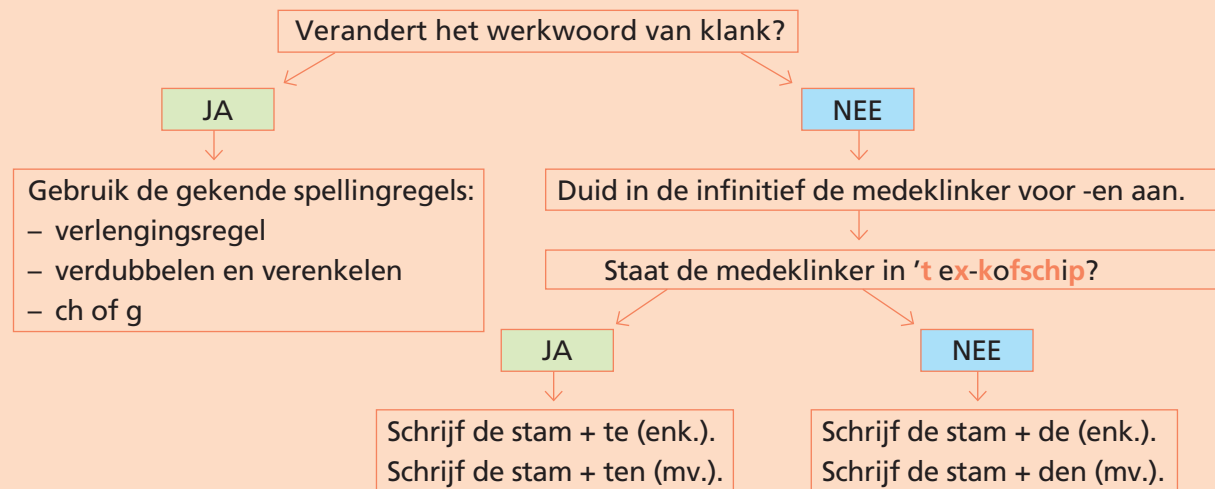 Verandert het werkwoord van klank?
JA
NEE
Gebruik de gekende spellingregels:
– verlengingsregel
– verdubbelen en verenkelen
– ch of g
Duid in de infinitief de medeklinker voor -en aan.
Staat de medeklinker in ’t ex-kofschip?
JA
NEE
Schrijf de stam + te (enk.).
Schrijf de stam + ten (mv.).
Schrijf de stam + de (enk.).
Schrijf de stam + den (mv.).